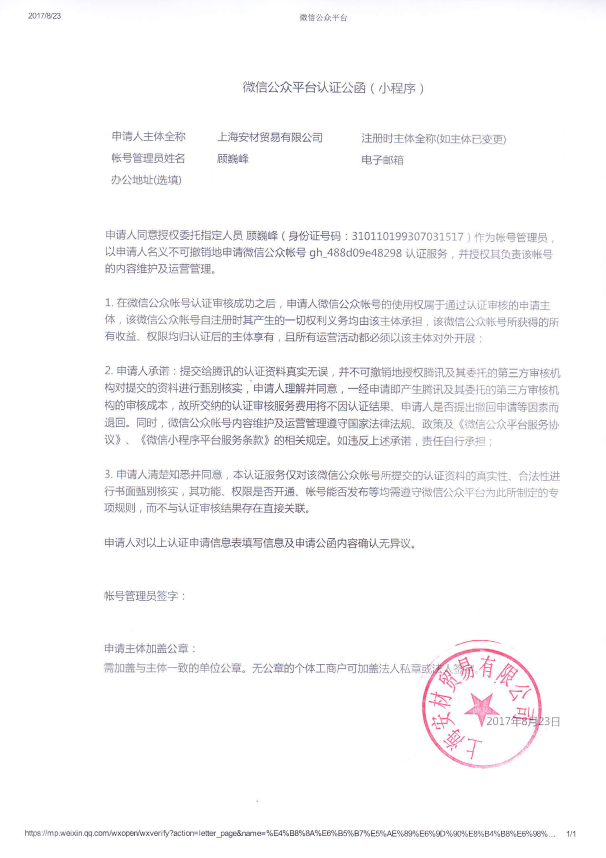 2017/8/23
微信公众平台
微信公众平台认证公函（小程序）
申请人主体全称 上海安材贸易有限公司 注册时主体全称(如主体已变更)
帐号管理员姓名 顾巍峰 电子邮箱
办公地址(选填)
申请人同意授权委托指定人员 顾巍峰（身份证号码：310110199307031517）作为帐号管理员，
以申请人名义不可撤销地申请微信公众帐号 gh_488d09e48298 认证服务，并授权其负责该帐号
的内容维护及运营管理。
1. 在微信公众帐号认证审核成功之后，申请人微信公众帐号的使用权属于通过认证审核的申请主
体，该微信公众帐号自注册时其产生的一切权利义务均由该主体承担，该微信公众帐号所获得的所
有收益、权限均归认证后的主体享有，且所有运营活动都必须以该主体对外开展；
2. 申请人承诺：提交给腾讯的认证资料真实无误，并不可撤销地授权腾讯及其委托的第三方审核机
构对提交的资料进行甄别核实，申请人理解并同意，一经申请即产生腾讯及其委托的第三方审核机
构的审核成本，故所交纳的认证审核服务费用将不因认证结果、申请人是否提出撤回申请等因素而
退回。同时，微信公众帐号内容维护及运营管理遵守国家法律法规、政策及《微信公众平台服务协
议》、《微信小程序平台服务条款》的相关规定。如违反上述承诺，责任自行承担；
3. 申请人清楚知悉并同意，本认证服务仅对该微信公众帐号所提交的认证资料的真实性、合法性进
行书面甄别核实，其功能、权限是否开通、帐号能否发布等均需遵守微信公众平台为此所制定的专
项规则，而不与认证审核结果存在直接关联。
申请人对以上认证申请信息表填写信息及申请公函内容确认无异议。
帐号管理员签字：
申请主体加盖公章：
需加盖与主体一致的单位公章。无公章的个体工商户可加盖法人私章或法人签字
上海安材贸易有限公司
2017年8月23日
https://mp.weixin.qq.com/wxopen/wxverify?action=letter_page&name=%E4%B8%8A%E6%B5%B7%E5%AE%89%E6%9D%90%E8%B4%B8%E6%98%... 1/1